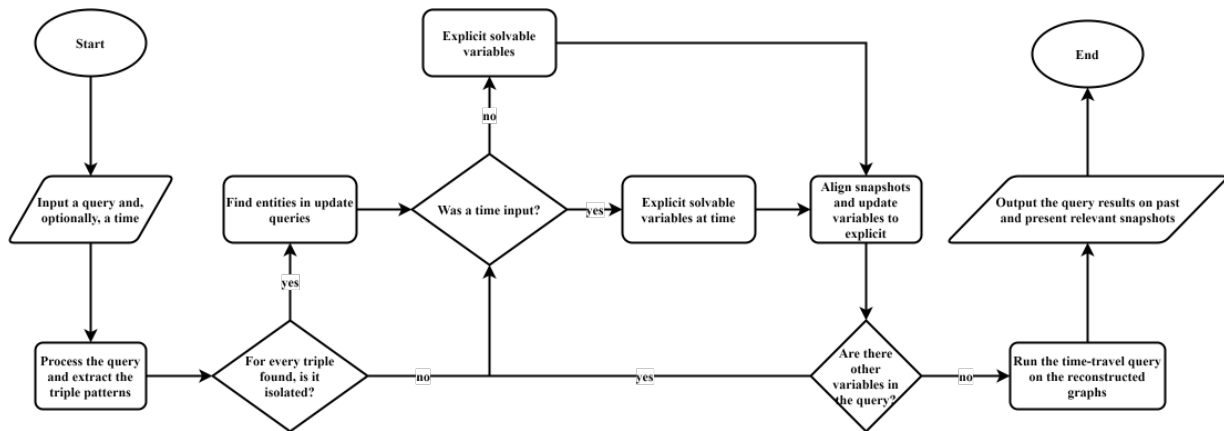 Start
Input a query and,
optionally, a time
Process the query
and extract the
triple patterns
For every triple
found, is it
isolated?
yes
no
Find entities in update
queries
Was a time input?
no
yes
Explicit solvable
variables
Explicit solvable
variables at time
Align snapshots
and update
variables to
explicit
Are there
other
variables in
the query?
yes
no
Run the time-travel query
on the reconstructed
graphs
Output the query results on past
and present relevant snapshots
End